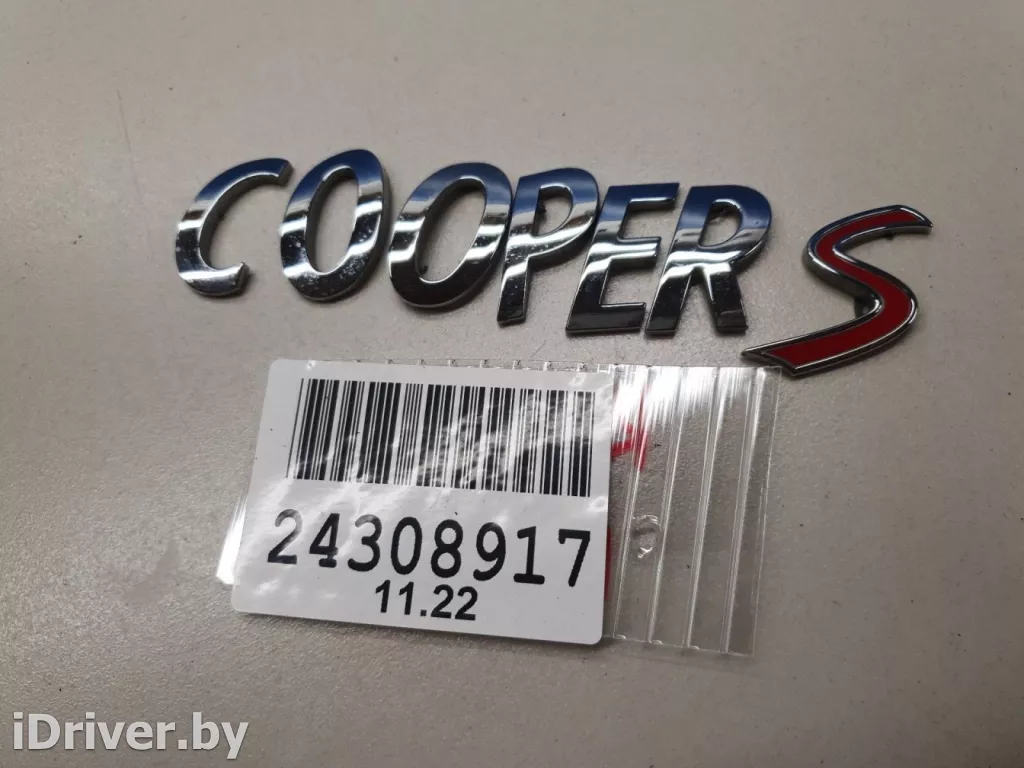 COOPER S
24308917
11.22
iDriver.by